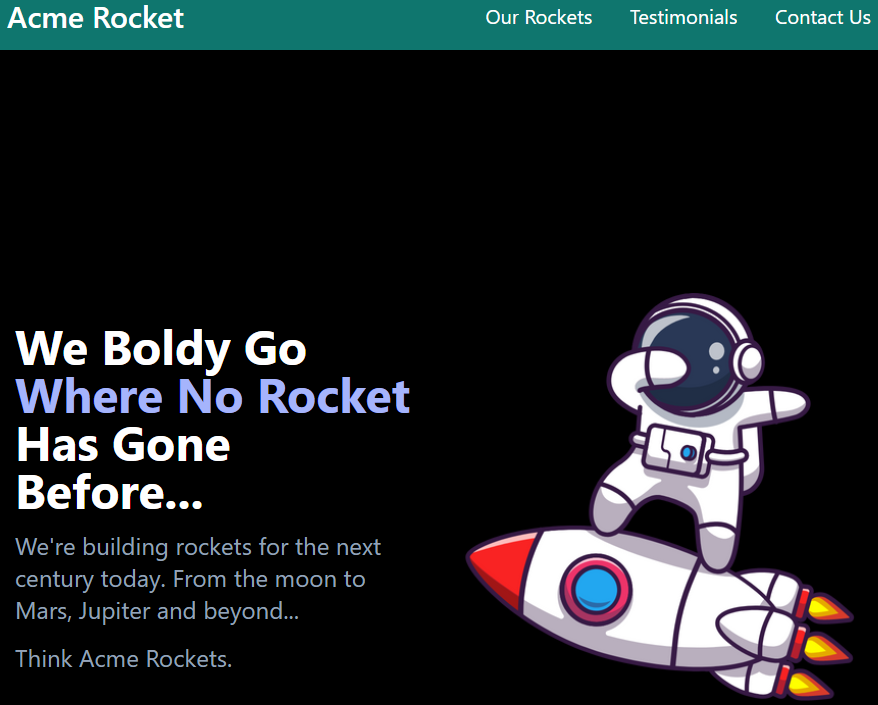 Acme Rocket
Our Rockets Testimonials Contact Us
We Boldy Go
Where No Rocket
Has Gone
Before...
We're building rockets for the next
century today. From the moon to
Mars, Jupiter and beyond...
Think Acme Rockets.